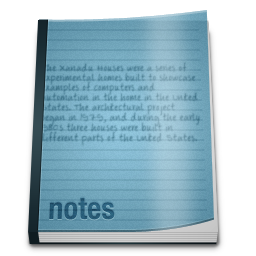 The Xanadu Houses were a series of
experimental homes built to showcase
examples of computers and
automation in the home in the United
States. The architectural project
began in 1979, and during the early
1980s three houses were built in
different parts of the United States.
notes